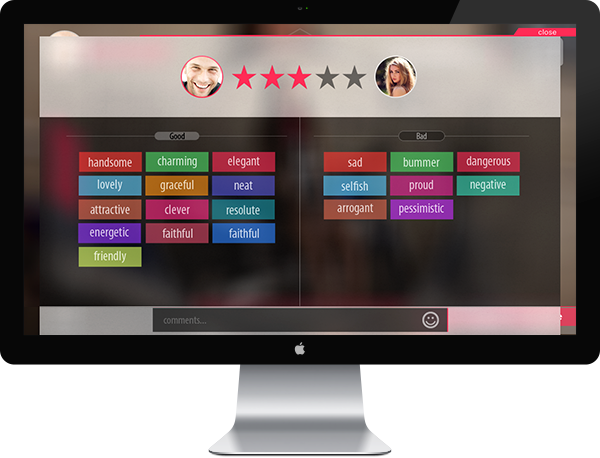 close
Good
Bad
handsome charming elegant
sad bummer dangerous
lovely graceful neat
selfish proud negative
attractive clever resolute
arrogant pessimistic
energetic faithful faithful
friendly
comments...